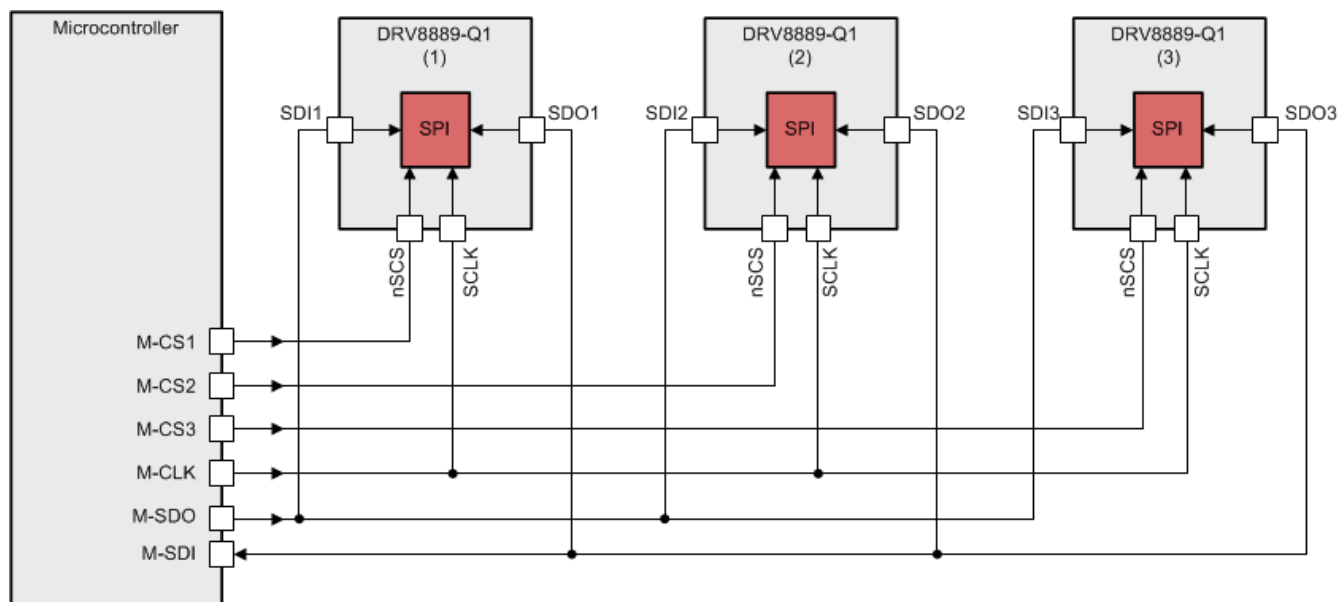 Microcontroller
DRV8889-Q1
(1)
DRV8889-Q1
(2)
DRV8889-Q1
(3)
SDI1
SPI
SDO1
SDI2
SPI
SDO2
SDI3
SPI
SDO3
nSCS
SCLK
nSCS
SCLK
nSCS
SCLK
M-CS1
M-CS2
M-CS3
M-CLK
M-SDO
M-SDI